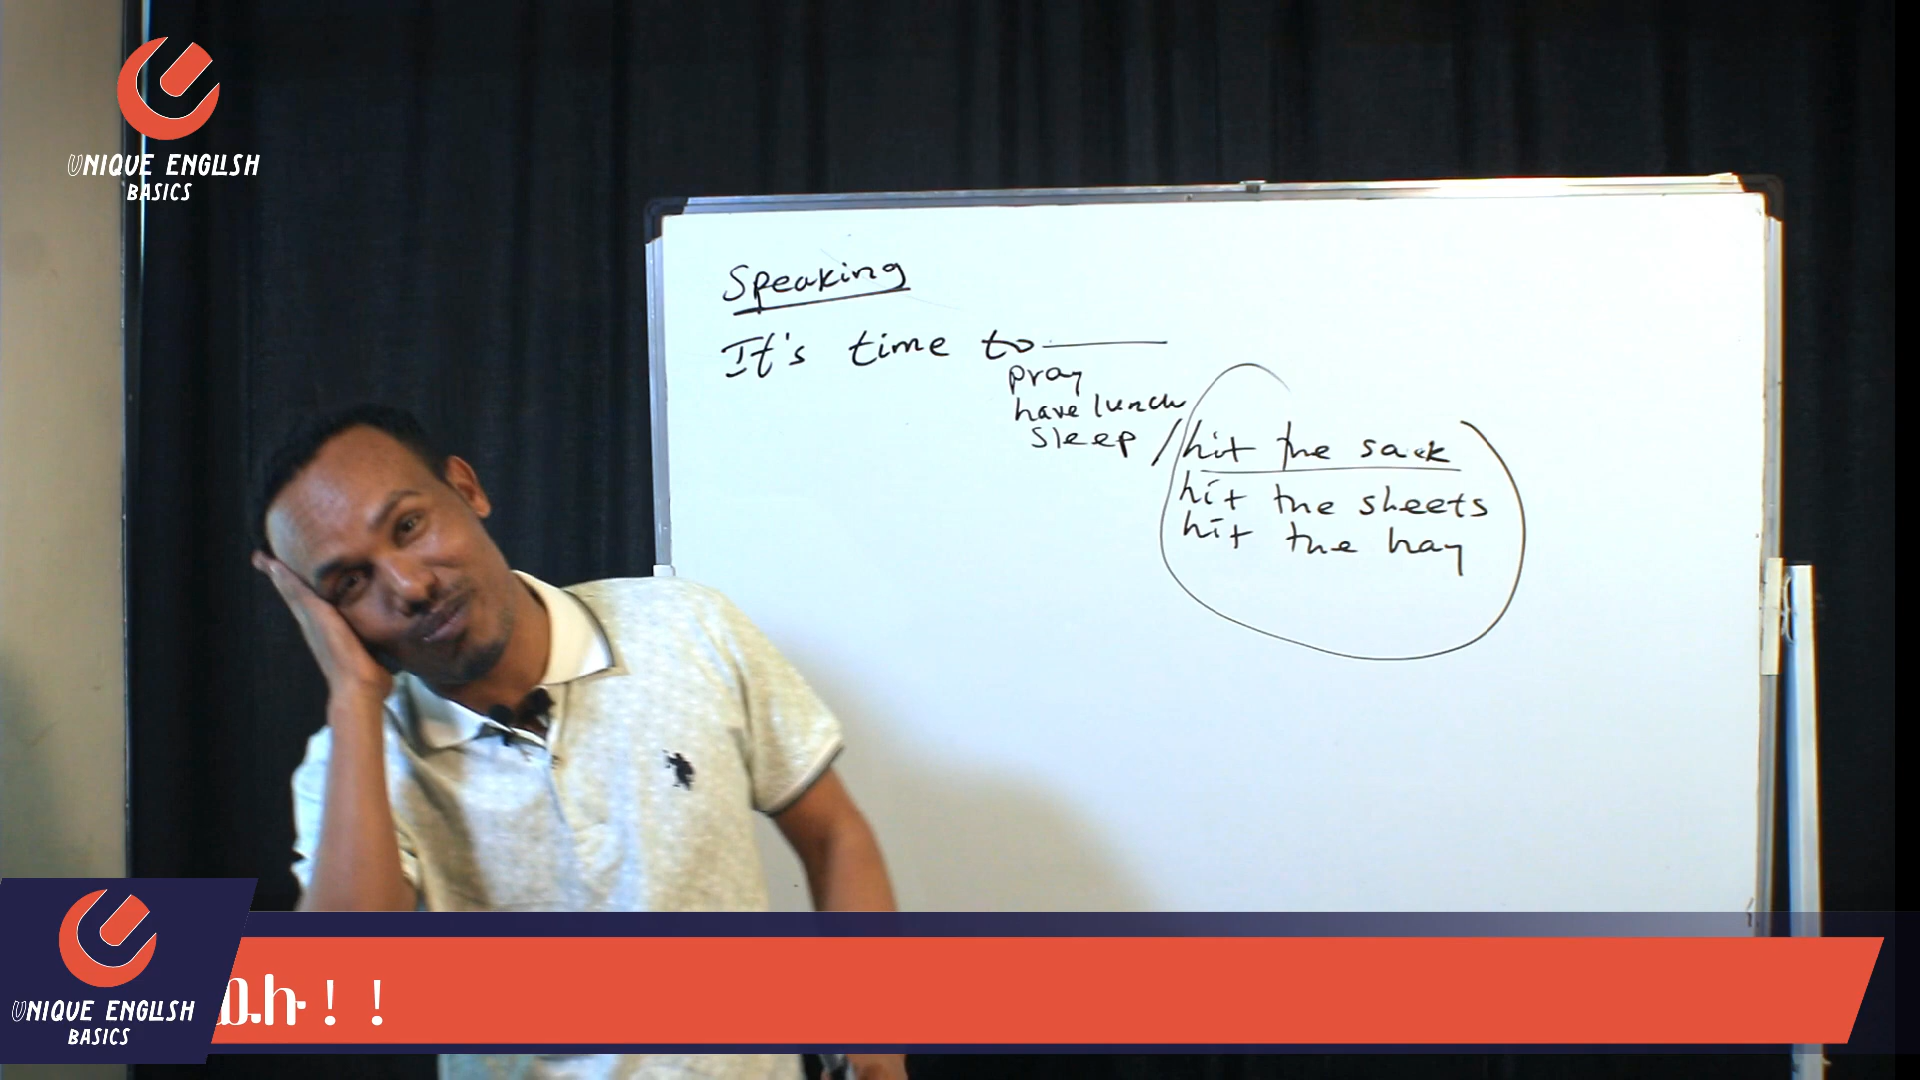 UNIQUE ENGLISH
BASICS
Speaking
It's time to
pray
have lunch
sleep / hit the sack
hit the sheets
hit the hay
UNIQUE ENGLISH
BASICS
! !